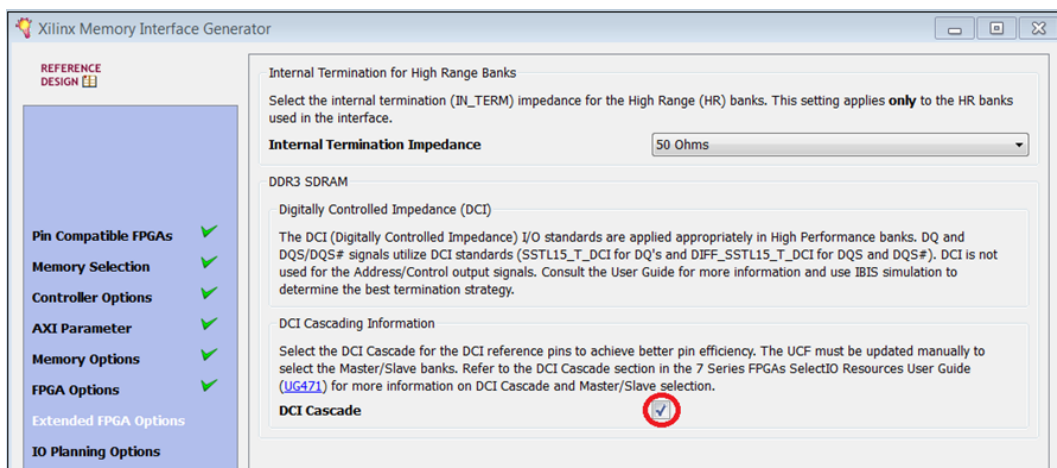 Xilinx Memory Interface Generator
REFERENCE
DESIGN
Internal Termination for High Range Banks
Select the internal termination (IN_TERM) impedance for the High Range (HR) banks. This setting applies only to the HR banks
used in the interface.
Internal Termination Impedance
50 Ohms
DDR3 SDRAM
Digitally Controlled Impedance (DCI)
The DCI (Digitally Controlled Impedance) I/O standards are applied appropriately in High Performance banks. DQ and
DQS/DQS# signals utilize DCI standards (SSTL15_T_DCI for DQ's and DIFF_SSTL15_T_DCI for DQS and DQS#). DCI is not
used for the Address/Control output signals. Consult the User Guide for more information and use IBIS simulation to
determine the best termination strategy.
DCI Cascading Information
Select the DCI Cascade for the DCI reference pins to achieve better pin efficiency. The UCF must be updated manually to
select the Master/Slave banks. Refer to the DCI Cascade section in the 7 Series FPGAs SelectIO Resources User Guide
(UG471) for more information on DCI Cascade and Master/Slave selection.
DCI Cascade
Pin Compatible FPGAs
Memory Selection
Controller Options
AXI Parameter
Memory Options
FPGA Options
Extended FPGA Options
IO Planning Options